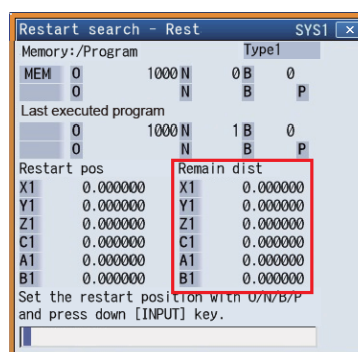 Restart search - Rest SYS1
Memory:/Program Type1
MEM O 1000 N 0 B 0
O N B P
Last executed program
O 1000 N 1 B 0
O N B P
Restart pos Remain dist
X1 0.000000 X1 0.000000
Y1 0.000000 Y1 0.000000
Z1 0.000000 Z1 0.000000
C1 0.000000 C1 0.000000
A1 0.000000 A1 0.000000
B1 0.000000 B1 0.000000
Set the restart position with O/N/B/P
and press down [INPUT] key.